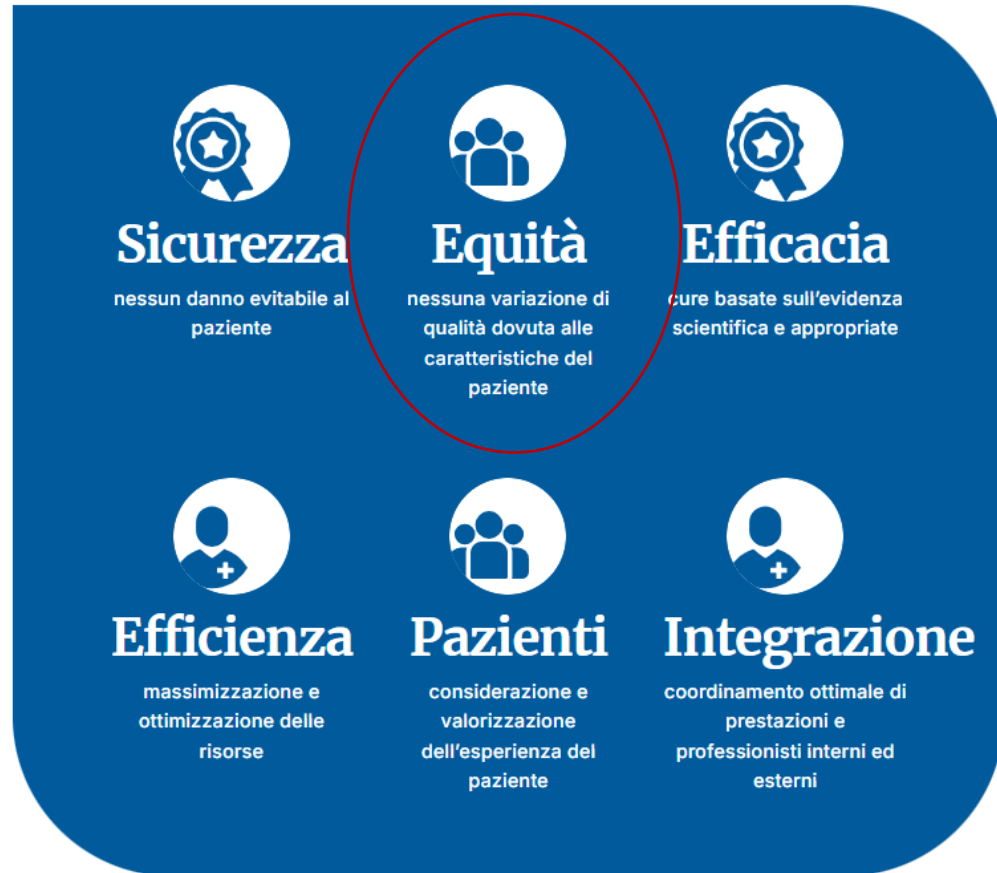 Sicurezza
nessun danno evitabile al
paziente
Equità
nessuna variazione di
qualità dovuta alle
caratteristiche del
paziente
Efficacia
cure basate sull’evidenza
scientifica e appropriate
Efficienza
massimizzazione e
ottimizzazione delle
risorse
Pazienti
considerazione e
valorizzazione
dell’esperienza del
paziente
Integrazione
coordinamento ottimale di
prestazioni e
professionisti interni ed
esterni